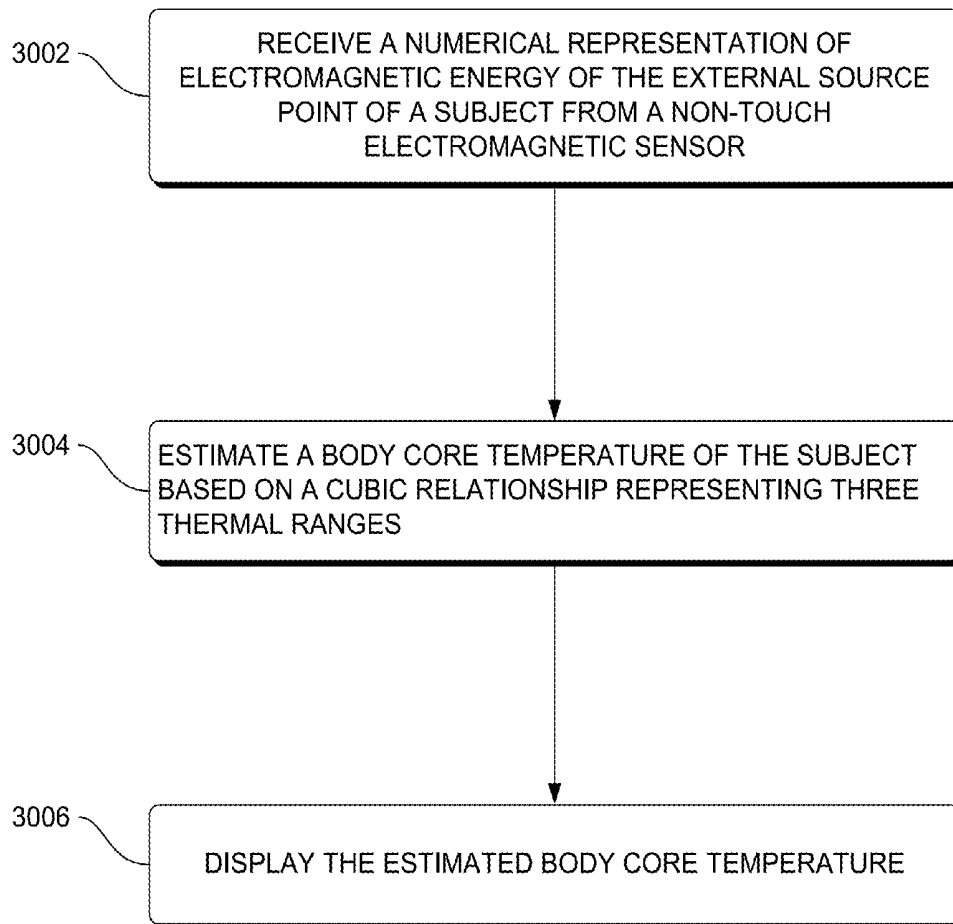 3002
RECEIVE A NUMERICAL REPRESENTATION OF
ELECTROMAGNETIC ENERGY OF THE EXTERNAL SOURCE
POINT OF A SUBJECT FROM A NON-TOUCH
ELECTROMAGNETIC SENSOR
3004
ESTIMATE A BODY CORE TEMPERATURE OF THE SUBJECT
BASED ON A CUBIC RELATIONSHIP REPRESENTING THREE
THERMAL RANGES
3006
DISPLAY THE ESTIMATED BODY CORE TEMPERATURE